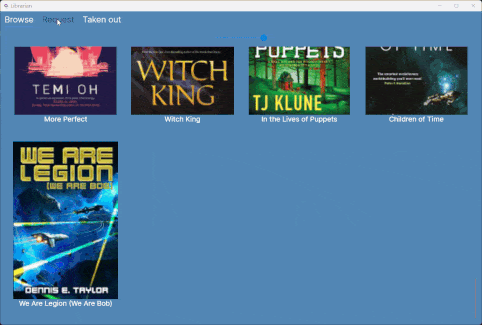 Librarian
Browse Request Taken out
TEMI OH
More Perfect
WITCH
KING
Witch King
PUPPETS
TJ KLUNE
In the Lives of Puppets
OF TIME
Children of Time
WE ARE
LEGION
(WE ARE BOB)
DENNIS E. TAYLOR
We Are Legion (We Are Bob)